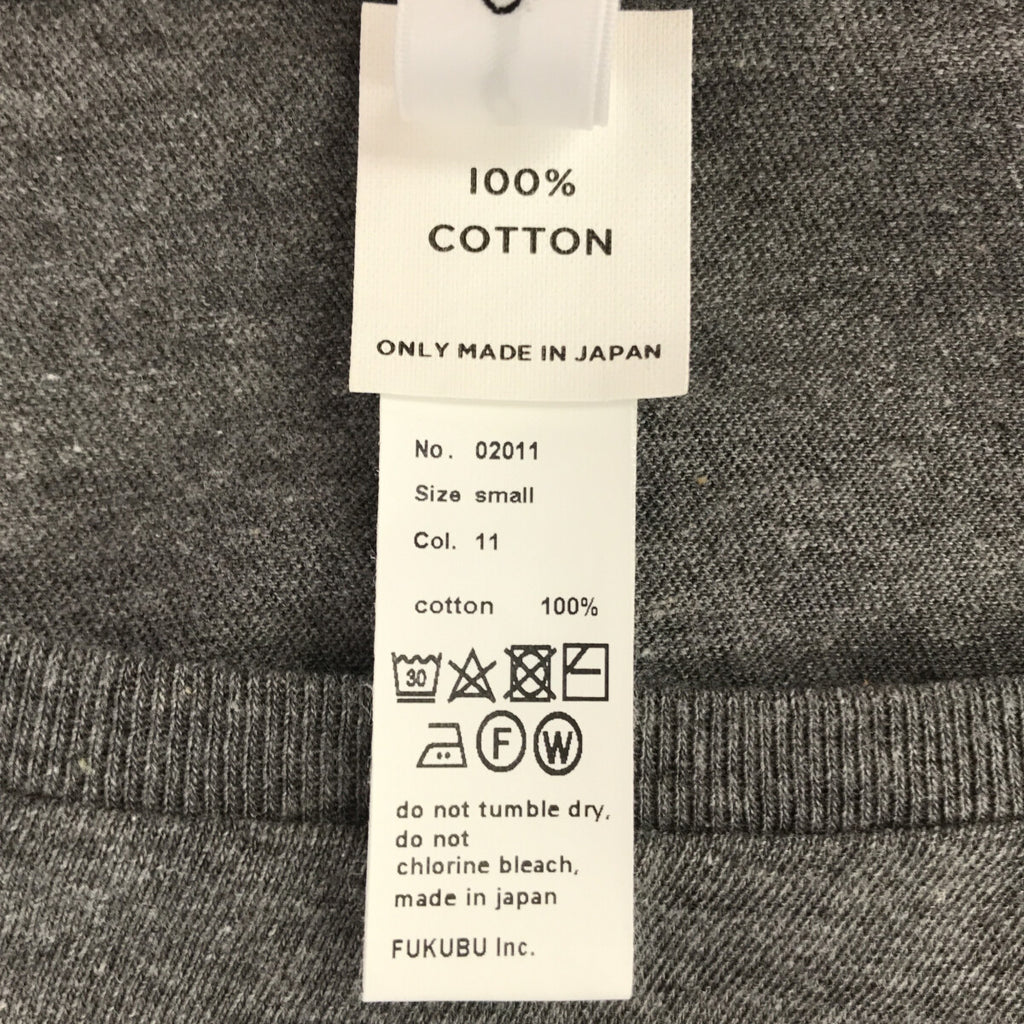 100%
COTTON
ONLY MADE IN JAPAN
No. 02011
Size small
Col. 11
cotton 100%
30
F W
do not tumble dry,
do not
chlorine bleach,
made in japan
FUKUBU Inc.